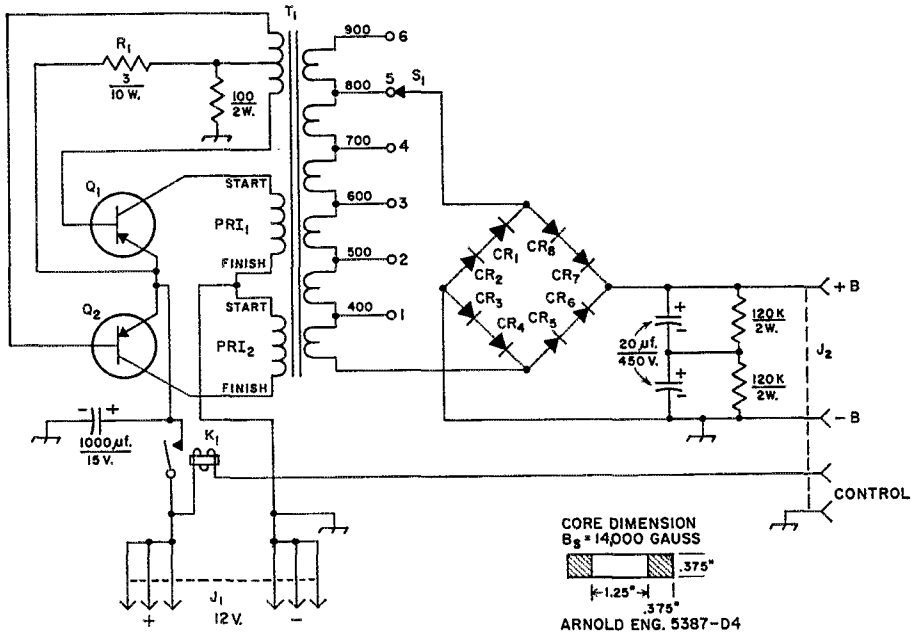 T₁
R₁
3
10 W.
100
2W.
900
6
800
5
S₁
700
4
600
3
500
2
400
1
Q₁
START
PRI₁
FINISH
Q₂
START
PRI₂
FINISH
CR₁
CR₂
CR₃
CR₄
CR₅
CR₆
CR₇
CR₈
+
-
20 µf.
450 V.
+
-
120K
2W.
120K
2W.
+ B
J₂
- B
- +
1000 µf.
15 V.
K₁
CONTROL
J₁
+ 12 V. -
CORE DIMENSION
Bs = 14,000 GAUSS
.375"
1.25"
.375"
ARNOLD ENG. 5387-D4